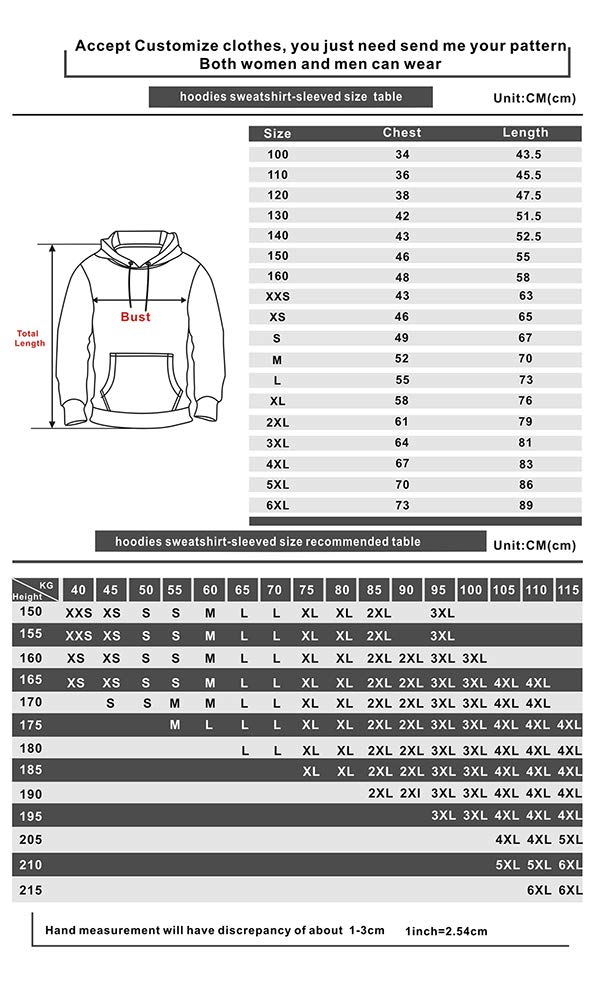 Accept Customize clothes, you just need send me your pattern
Both women and men can wear
hoodies sweatshirt-sleeved size table
Unit:CM(cm)
Size Chest Length
100 34 43.5
110 36 45.5
120 38 47.5
130 42 51.5
140 43 52.5
150 46 55
160 48 58
XXS 43 63
XS 46 65
S 49 67
M 52 70
L 55 73
XL 58 76
2XL 61 79
3XL 64 81
4XL 67 83
5XL 70 86
6XL 73 89
Bust
Total
Length
hoodies sweatshirt-sleeved size recommended table
Unit:CM(cm)
KG
Height 40 45 50 55 60 65 70 75 80 85 90 95 100 105 110 115
150 XXS XS S S M L L XL XL 2XL 3XL
155 XXS XS S S M L L XL XL 2XL 3XL
160 XS XS S S M L L XL XL 2XL 2XL 3XL 3XL
165 XS XS S S M L L XL XL 2XL 2XL 3XL 3XL 4XL 4XL
170 S S M M L L XL XL 2XL 2XL 3XL 3XL 4XL 4XL
175 M L L L XL XL 2XL 2XL 3XL 3XL 4XL 4XL 4XL
180 L L XL XL 2XL 2XL 3XL 3XL 4XL 4XL 4XL
185 XL XL 2XL 2XL 3XL 3XL 4XL 4XL 4XL
190 2XL 2Xl 3XL 3XL 4XL 4XL 4XL
195 3XL 3XL 4XL 4XL 4XL
205 4XL 4XL 5XL
210 5XL 5XL 6XL
215 6XL 6XL
Hand measurement will have discrepancy of about 1-3cm 1inch=2.54cm